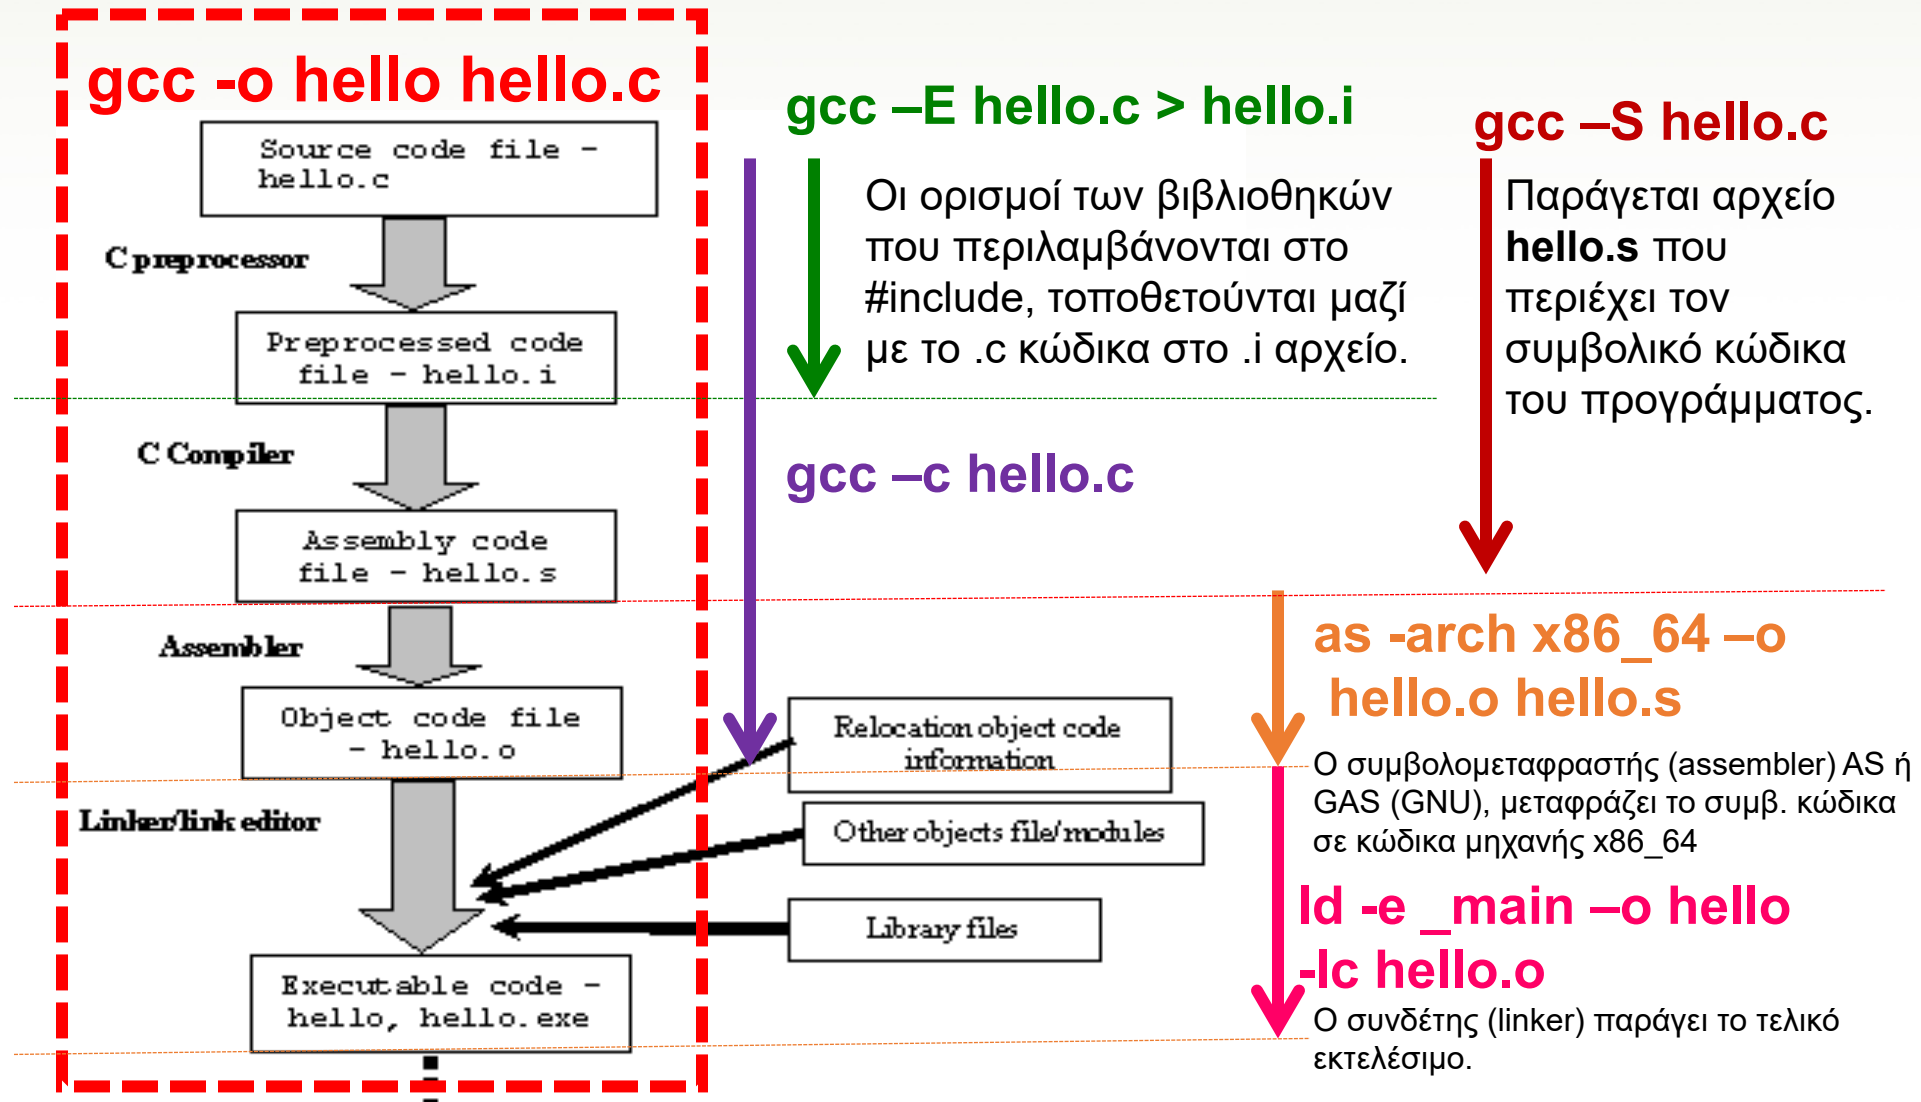 gcc -o hello hello.c
Source code file –
hello.c
C preprocessor
Preprocessed code
file – hello.i
C Compiler
Assembly code
file – hello.s
Assembler
Object code file
– hello.o
Linker/link editor
Executable code –
hello, hello.exe
gcc –E hello.c > hello.i
Οι ορισμοί των βιβλιοθηκών
που περιλαμβάνονται στο
#include, τοποθετούνται μαζί
με το .c κώδικα στο .i αρχείο.
gcc –c hello.c
Relocation object code
information
Other objects file/modules
Library files
gcc –S hello.c
Παράγεται αρχείο
hello.s που
περιέχει τον
συμβολικό κώδικα
του προγράμματος.
as -arch x86_64 –o
hello.o hello.s
Ο συμβολομεταφραστής (assembler) AS ή
GAS (GNU), μεταφράζει το συμβ. κώδικα
σε κώδικα μηχανής x86_64
ld -e _main –o hello
-lc hello.o
Ο συνδέτης (linker) παράγει το τελικό
εκτελέσιμο.